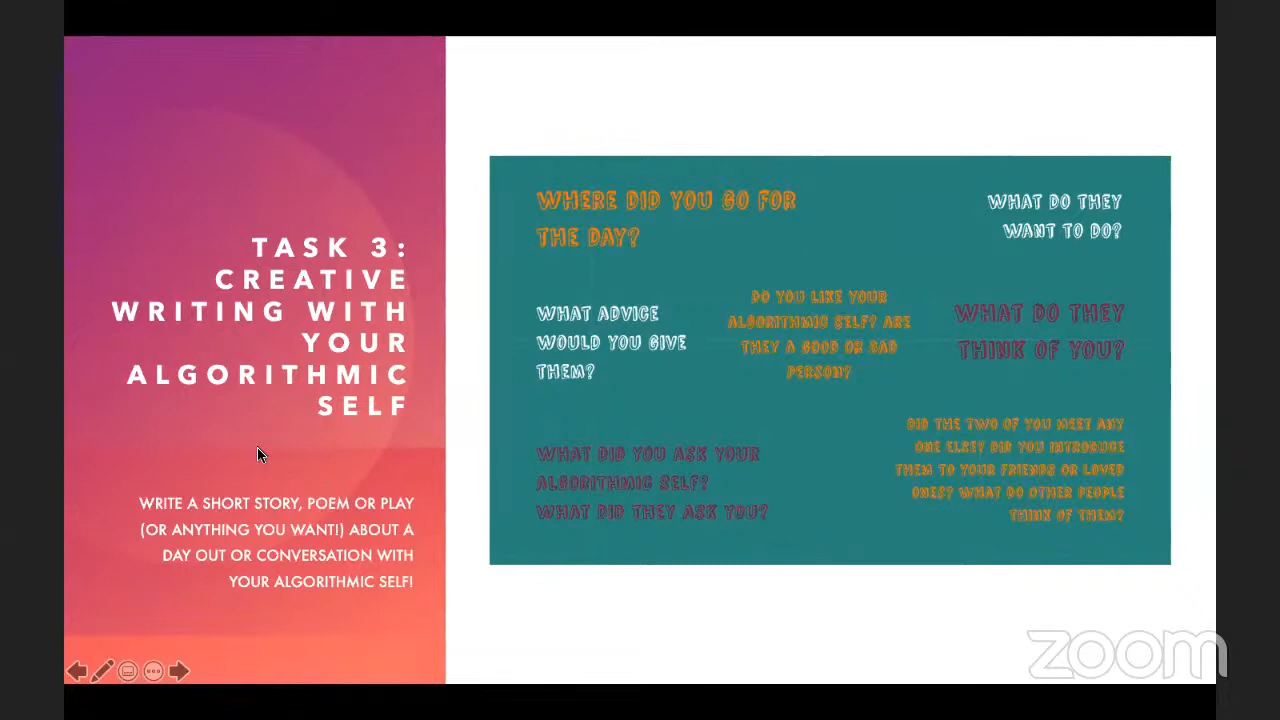 TASK 3:
CREATIVE
WRITING WITH
YOUR
ALGORITHMIC
SELF
WRITE A SHORT STORY, POEM OR PLAY
(OR ANYTHING YOU WANT!) ABOUT A
DAY OUT OR CONVERSATION WITH
YOUR ALGORITHMIC SELF!
WHERE DID YOU GO FOR
THE DAY?
WHAT DO THEY
WANT TO DO?
WHAT ADVICE
WOULD YOU GIVE
THEM?
DO YOU LIKE YOUR
ALGORITHMIC SELF? ARE
THEY A GOOD OR BAD
PERSON?
WHAT DO THEY
THINK OF YOU?
WHAT DID YOU ASK YOUR
ALGORITHMIC SELF?
WHAT DID THEY ASK YOU?
DID THE TWO OF YOU MEET ANY
ONE ELSE? DID YOU INTRODUCE
THEM TO YOUR FRIENDS OR LOVED
ONES? WHAT DO OTHER PEOPLE
THINK OF THEM?
zoom